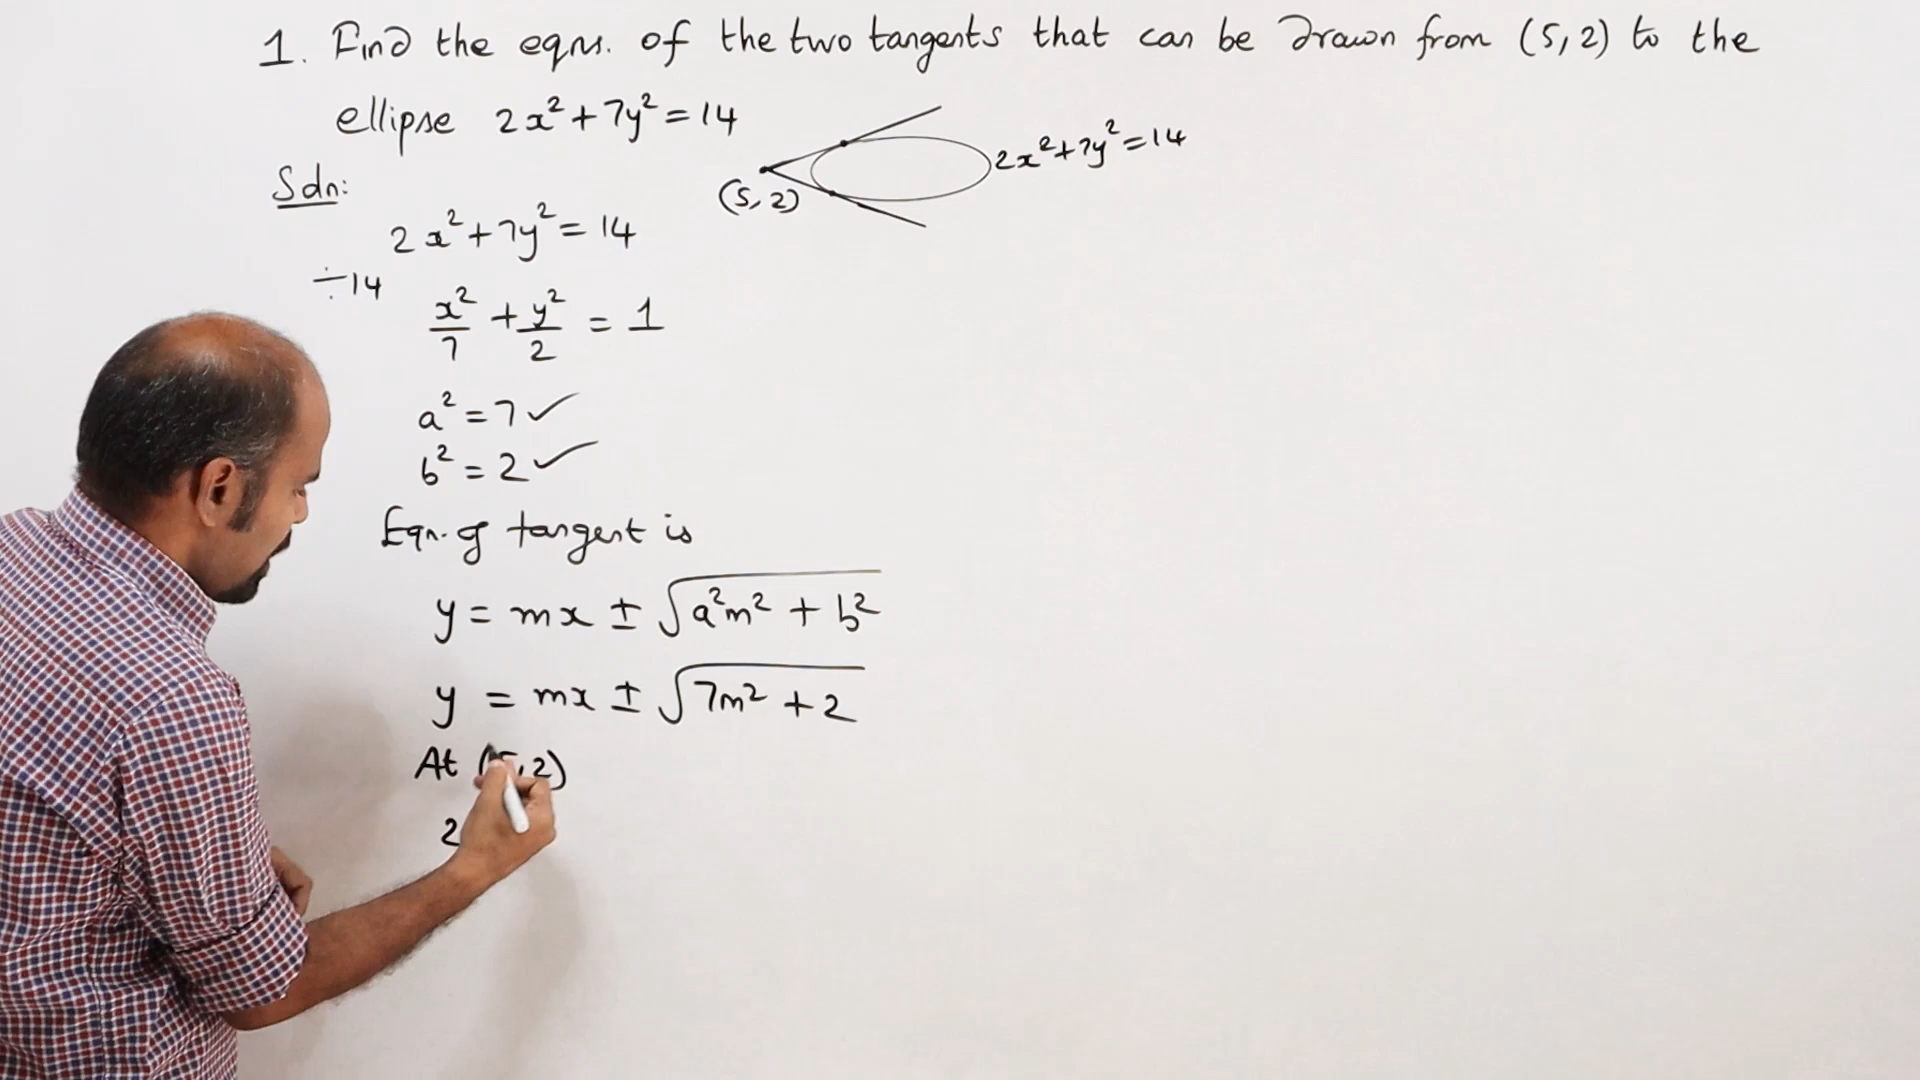 1. Find the eqns. of the two tangents that can be drawn from (5, 2) to the
ellipse 2x² + 7y² = 14
(5, 2)
2x² + 7y² = 14
Soln:
2x² + 7y² = 14
÷14
x²/7 + y²/2 = 1
a² = 7 ✓
b² = 2 ✓
Eqn. of tangent is
y = mx ± √(a²m² + b²)
y = mx ± √(7m² + 2)
At (5, 2)
2